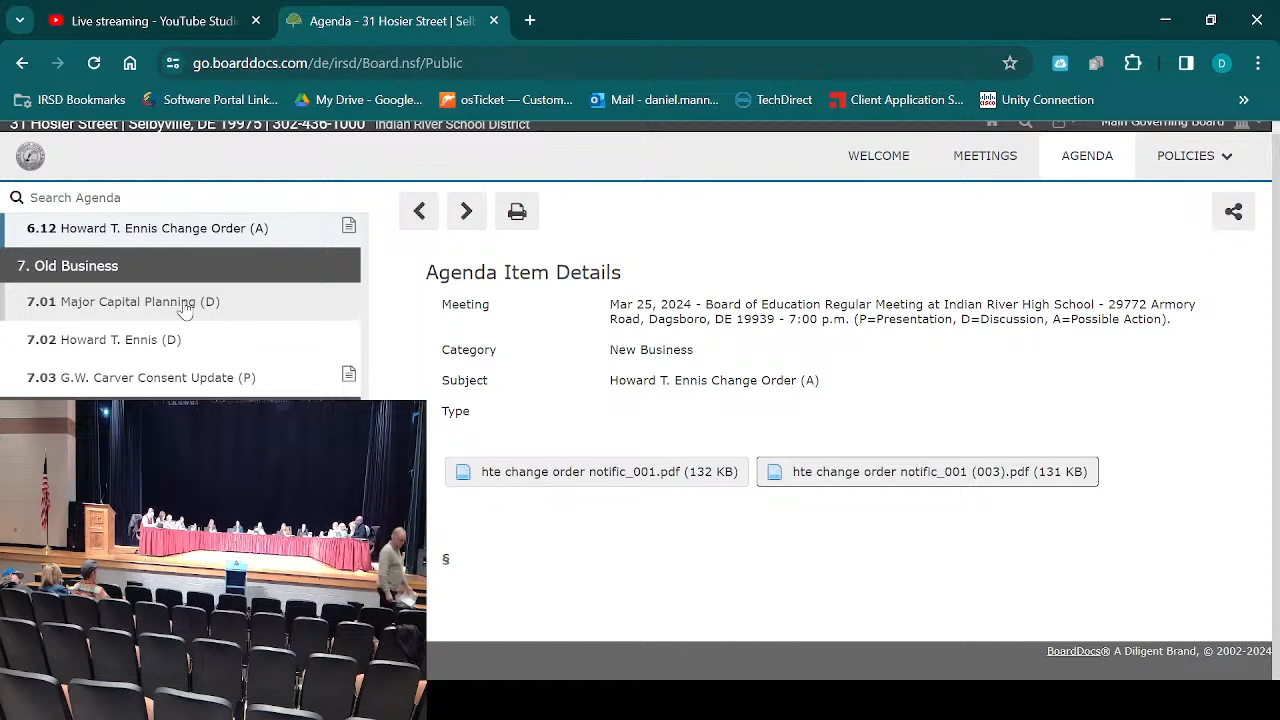 Live streaming - YouTube Studi
Agenda - 31 Hosier Street | Sel
go.boarddocs.com/de/irsd/Board.nsf/Public
D
IRSD Bookmarks
Software Portal Link...
My Drive - Google...
osTicket — Custom...
Mail - daniel.mann...
TechDirect
Client Application S...
Unity Connection
31 Hosier Street | Selbyville, DE 19975 | 302-436-1000 Indian River School District
Main Governing Board
WELCOME
MEETINGS
AGENDA
POLICIES
Search Agenda
6.12 Howard T. Ennis Change Order (A)
7. Old Business
7.01 Major Capital Planning (D)
7.02 Howard T. Ennis (D)
7.03 G.W. Carver Consent Update (P)
Agenda Item Details
Meeting
Mar 25, 2024 - Board of Education Regular Meeting at Indian River High School - 29772 Armory
Road, Dagsboro, DE 19939 - 7:00 p.m. (P=Presentation, D=Discussion, A=Possible Action).
Category
New Business
Subject
Howard T. Ennis Change Order (A)
Type
hte change order notific_001.pdf (132 KB)
hte change order notific_001 (003).pdf (131 KB)
§
BoardDocs® A Diligent Brand, © 2002-2024